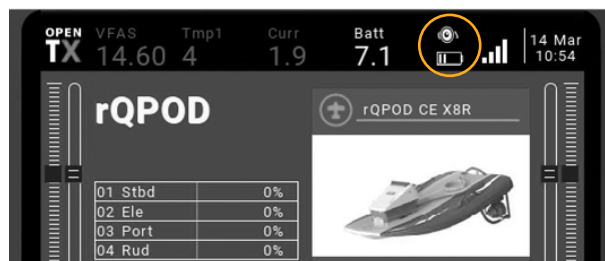 OPEN TX VFAS Tmp1 Curr Batt 14 Mar
14.60 4 1.9 7.1 10:54
rQPOD
rQPOD CE X8R
01 Stbd 0%
02 Ele 0%
03 Port 0%
04 Rud 0%